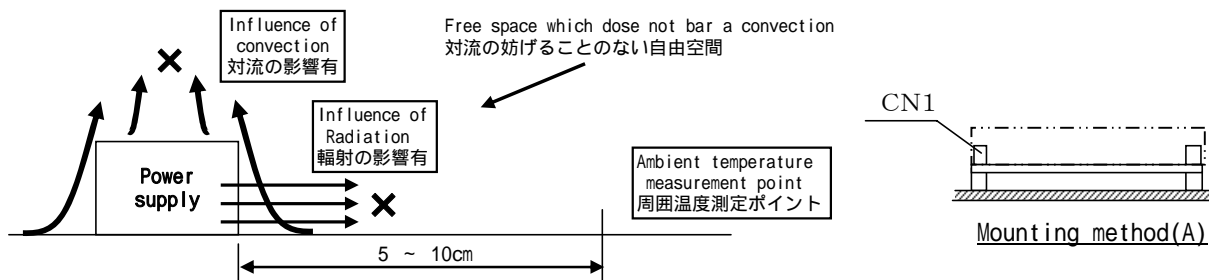 Influence of
convection
対流の影響有
Free space which dose not bar a convection
対流の妨げることのない自由空間
Influence of
Radiation
輻射の影響有
Power
supply
Ambient temperature
measurement point
周囲温度測定ポイント
5 ~ 10cm
CN1
Mounting method(A)